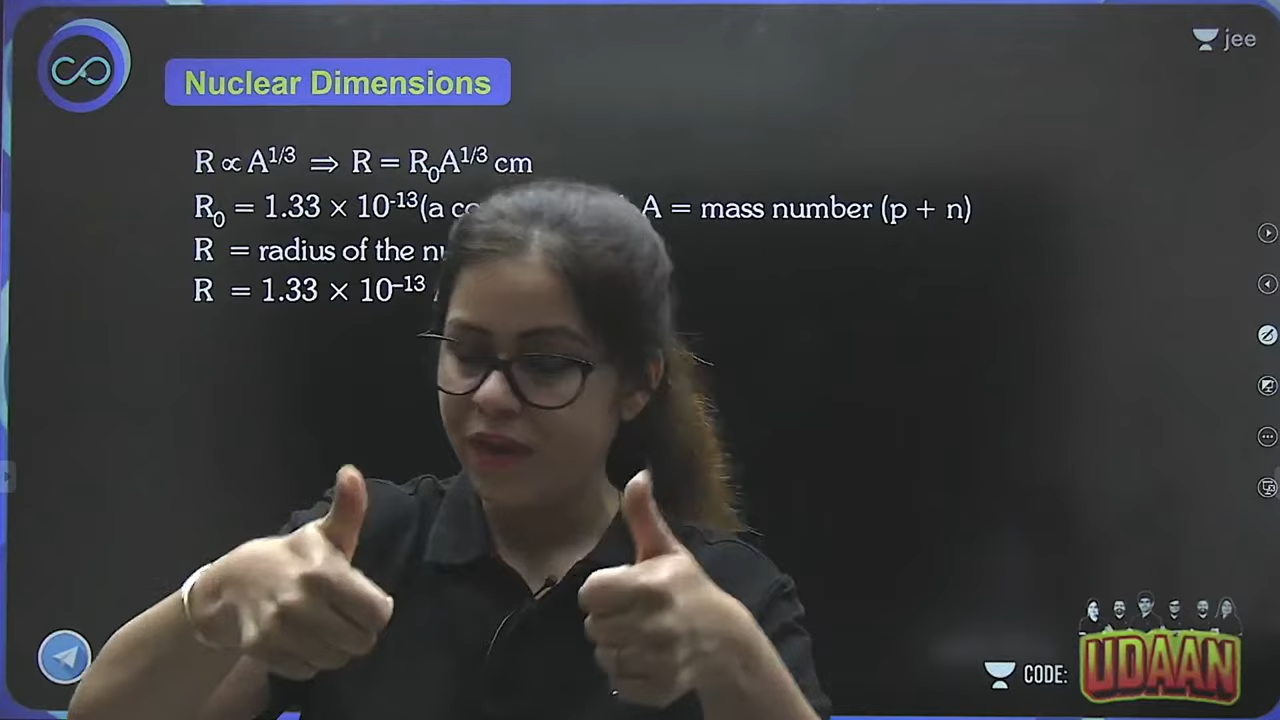 jee
Nuclear Dimensions
R ∝ A^1/3 ⇒ R = R₀A^1/3 cm
R₀ = 1.33 × 10^-13(a A = mass number (p + n)
R = radius of the
R = 1.33 × 10^–13
CODE: UDAAN